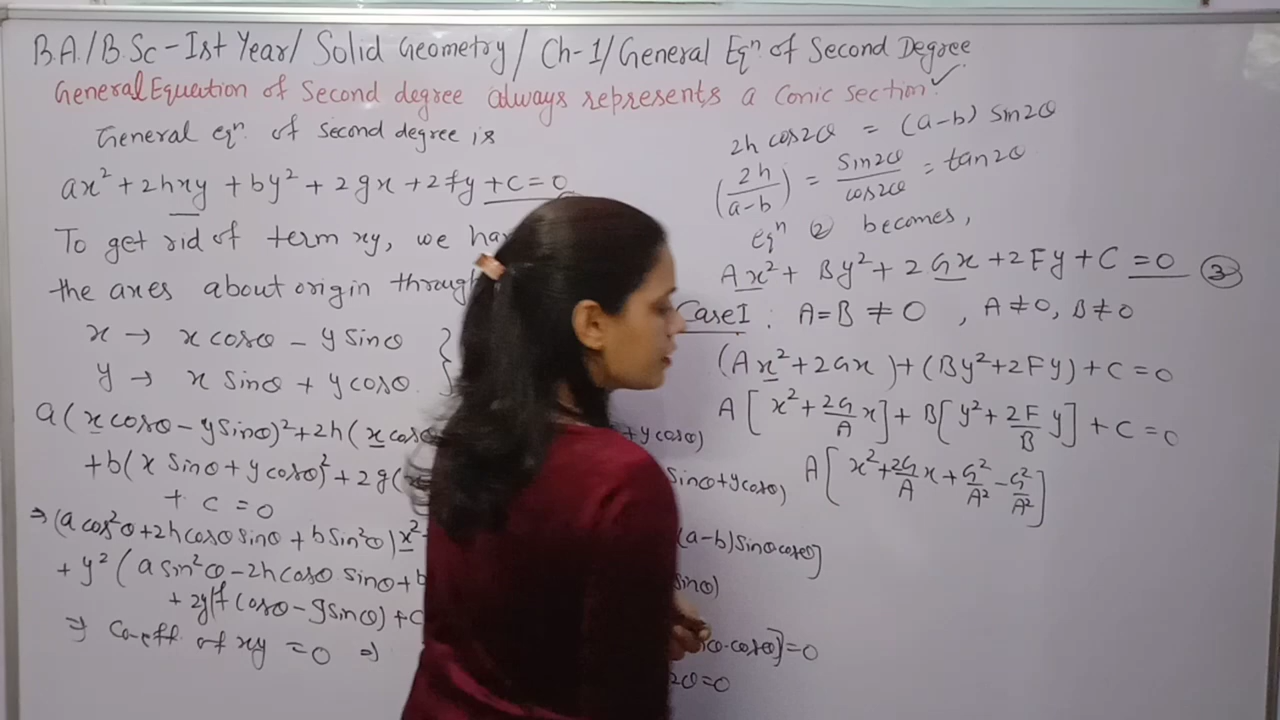 B.A./B.Sc-Ist Year/ Solid Geometry / Ch-1/General Eqⁿ of Second Degree
General Equation of Second degree always represents a Conic section ✓
General eqⁿ of second degree is
ax² + 2hxy + by² + 2gx + 2fy + c = 0
To get rid of term xy, we
the axes about origin
x → x cosθ - y sinθ
y → x sinθ + y cosθ
a(x cosθ - y sinθ)² + 2h(x + y cosθ)
+ b(x sinθ + y cosθ)² + 2g( sinθ + y cosθ)
+ c = 0
⇒ (a cos²θ + 2h cosθ sinθ + b sin²θ) x² (a-b) sinθ cosθ]
+ y² (a sin²θ - 2h cosθ sinθ + sinθ)
+ 2y(f cosθ - g sinθ) + c
⇒ Co-eff. of xy = 0 ⇒ ]=0
2θ=0
2h cos2θ = (a-b) sin2θ
(2h/(a-b)) = sin2θ/cos2θ = tan2θ
eqⁿ ② becomes,
Ax² + By² + 2Gx + 2Fy + C = 0 ③
Case I : A = B ≠ 0 , A ≠ 0, B ≠ 0
(Ax² + 2Gx) + (By² + 2Fy) + C = 0
A[x² + 2G/A x] + B[y² + 2F/B y] + C = 0
A[x² + 2G/A x + G²/A² - G²/A²]